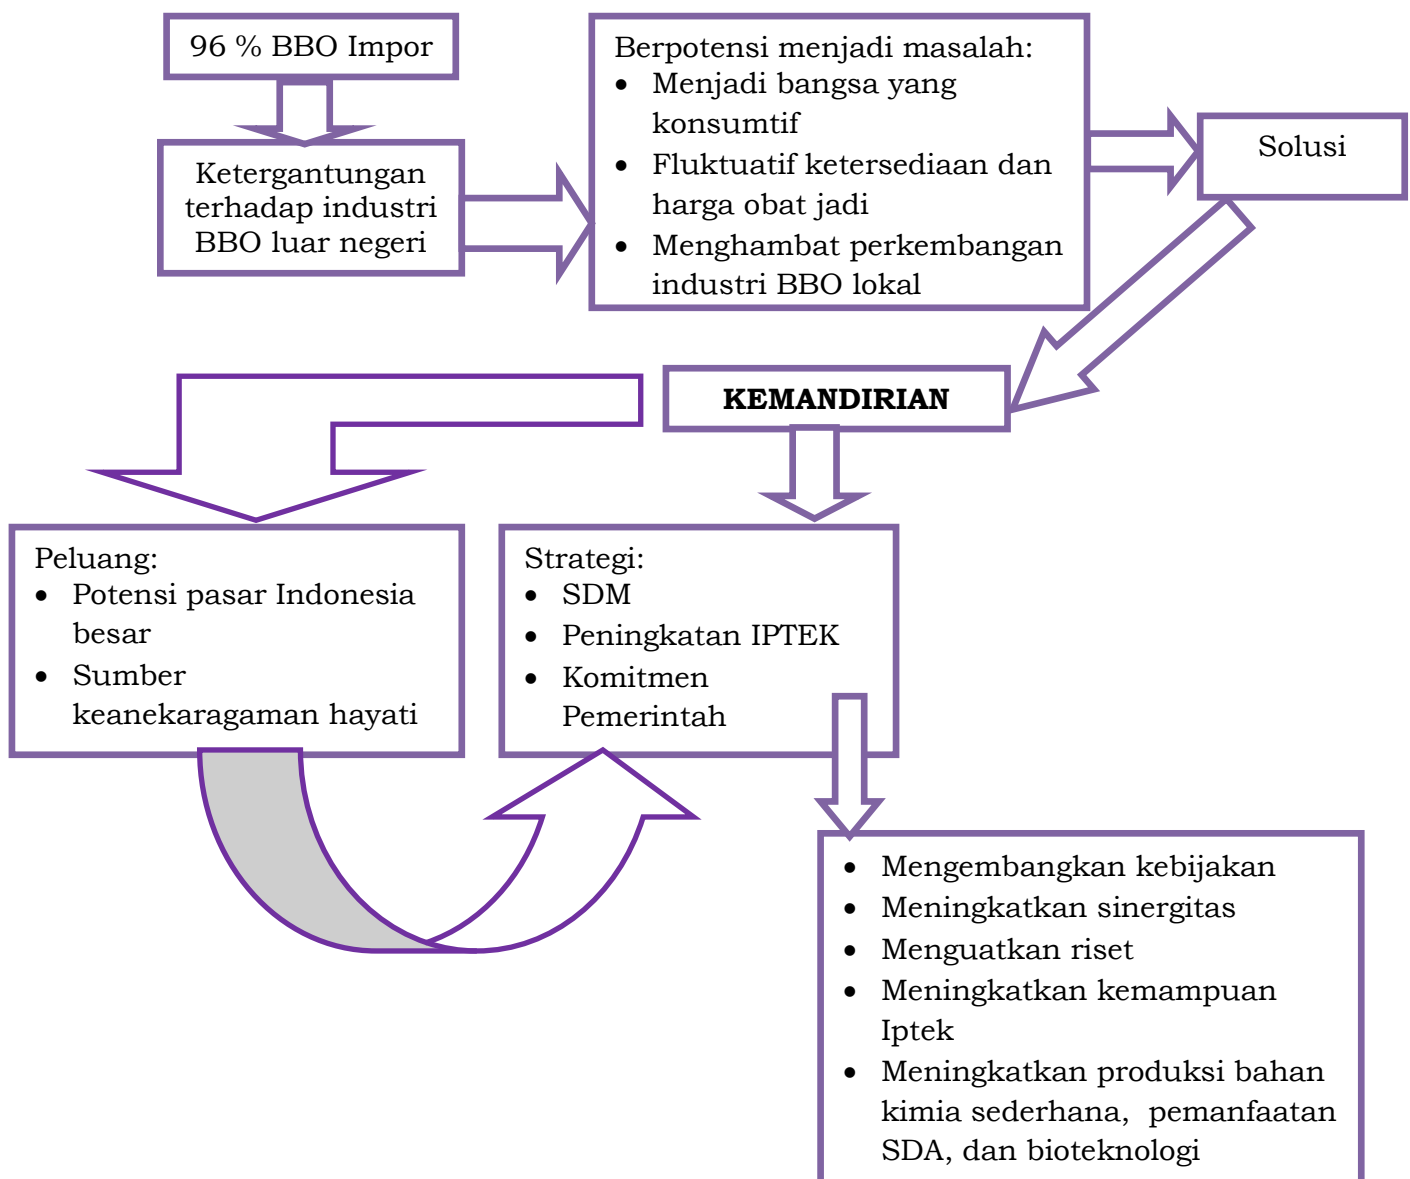 96 % BBO Impor
Ketergantungan
terhadap industri
BBO luar negeri
Berpotensi menjadi masalah:
• Menjadi bangsa yang
konsumtif
• Fluktuatif ketersediaan dan
harga obat jadi
• Menghambat perkembangan
industri BBO lokal
Solusi
KEMANDIRIAN
Peluang:
• Potensi pasar Indonesia
besar
• Sumber
keanekaragaman hayati
Strategi:
• SDM
• Peningkatan IPTEK
• Komitmen
Pemerintah
• Mengembangkan kebijakan
• Meningkatkan sinergitas
• Menguatkan riset
• Meningkatkan kemampuan
Iptek
• Meningkatkan produksi bahan
kimia sederhana, pemanfaatan
SDA, dan bioteknologi